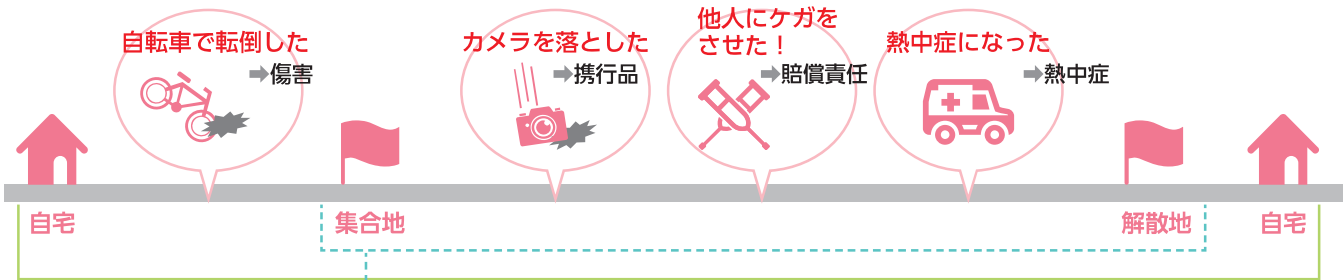 自転車で転倒した
➡傷害
カメラを落とした
➡携行品
他人にケガを
させた！
➡賠償責任
熱中症になった
➡熱中症
自宅
集合地
解散地
自宅